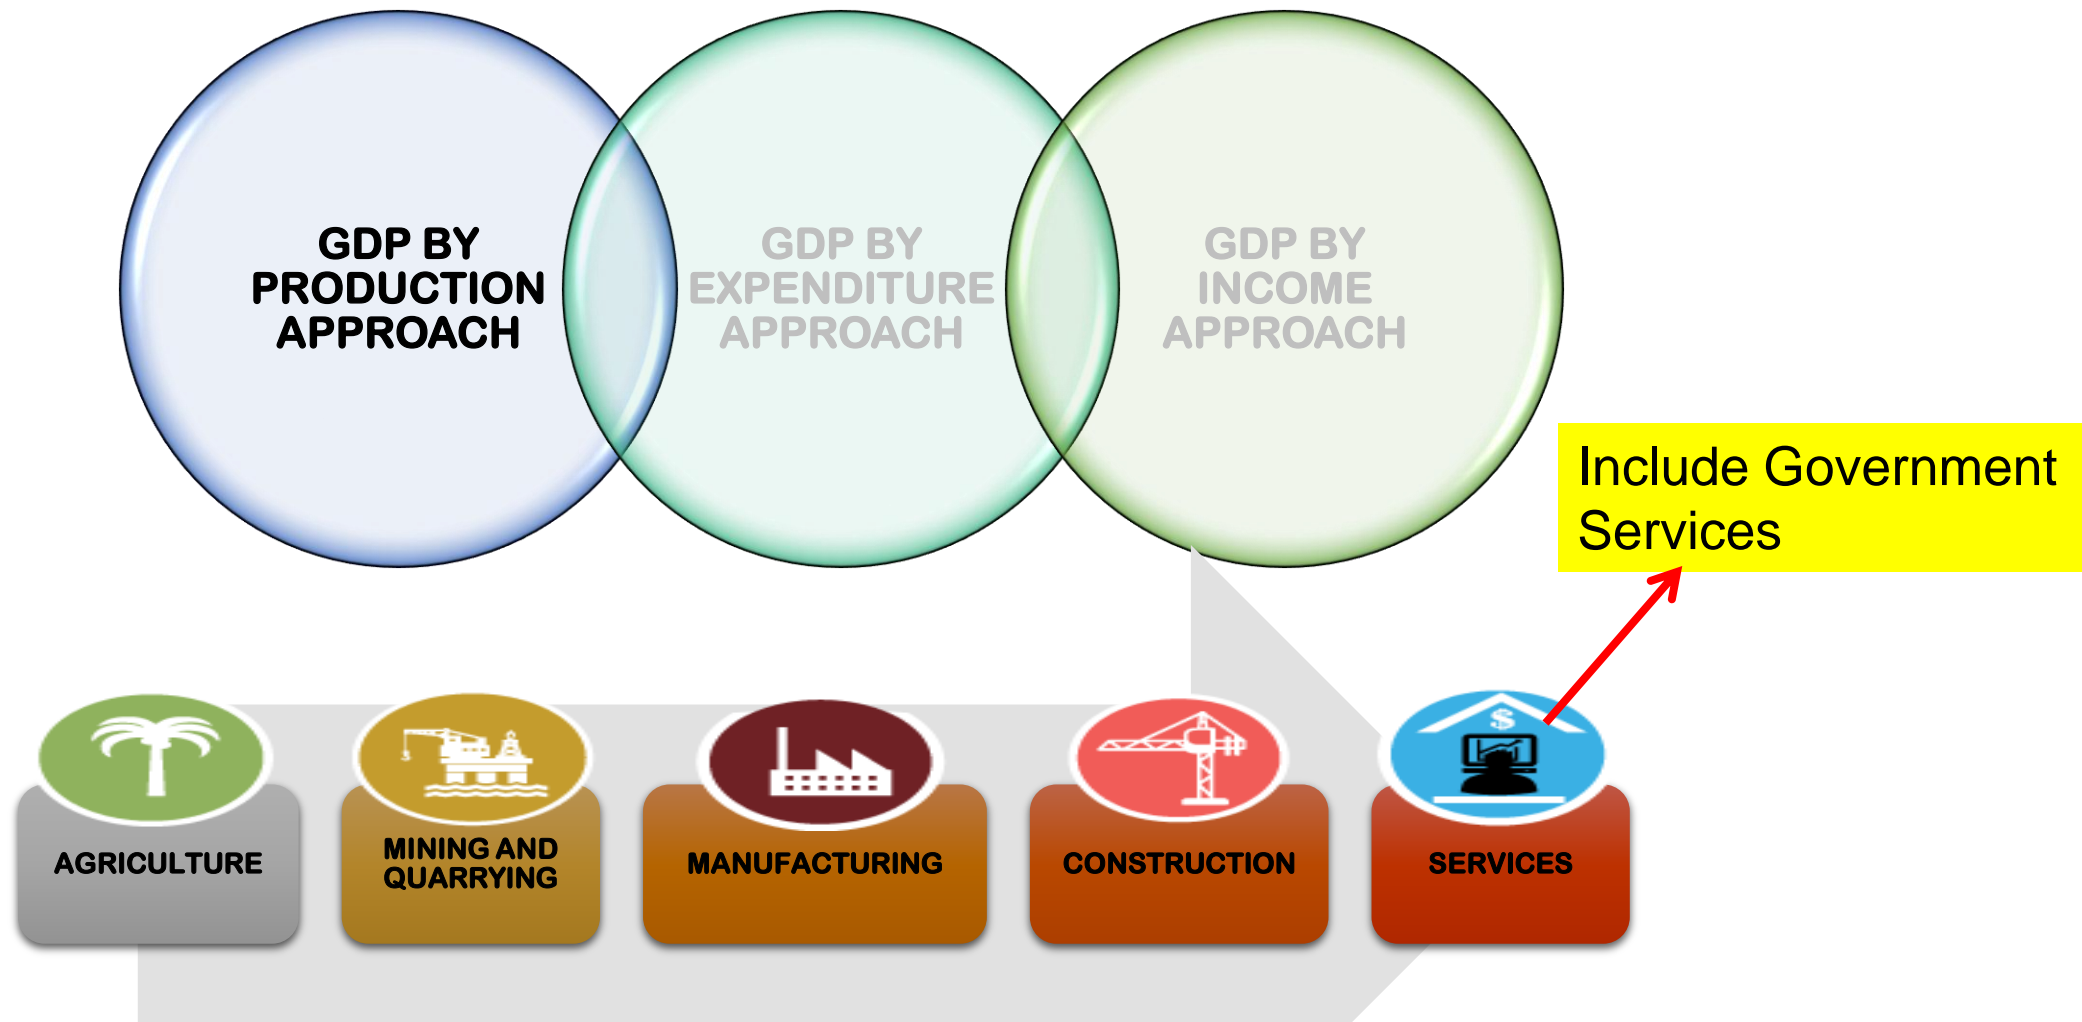 GDP BY
PRODUCTION
APPROACH
GDP BY
EXPENDITURE
APPROACH
GDP BY
INCOME
APPROACH
Include Government
Services
$
AGRICULTURE
MINING AND
QUARRYING
MANUFACTURING
CONSTRUCTION
SERVICES